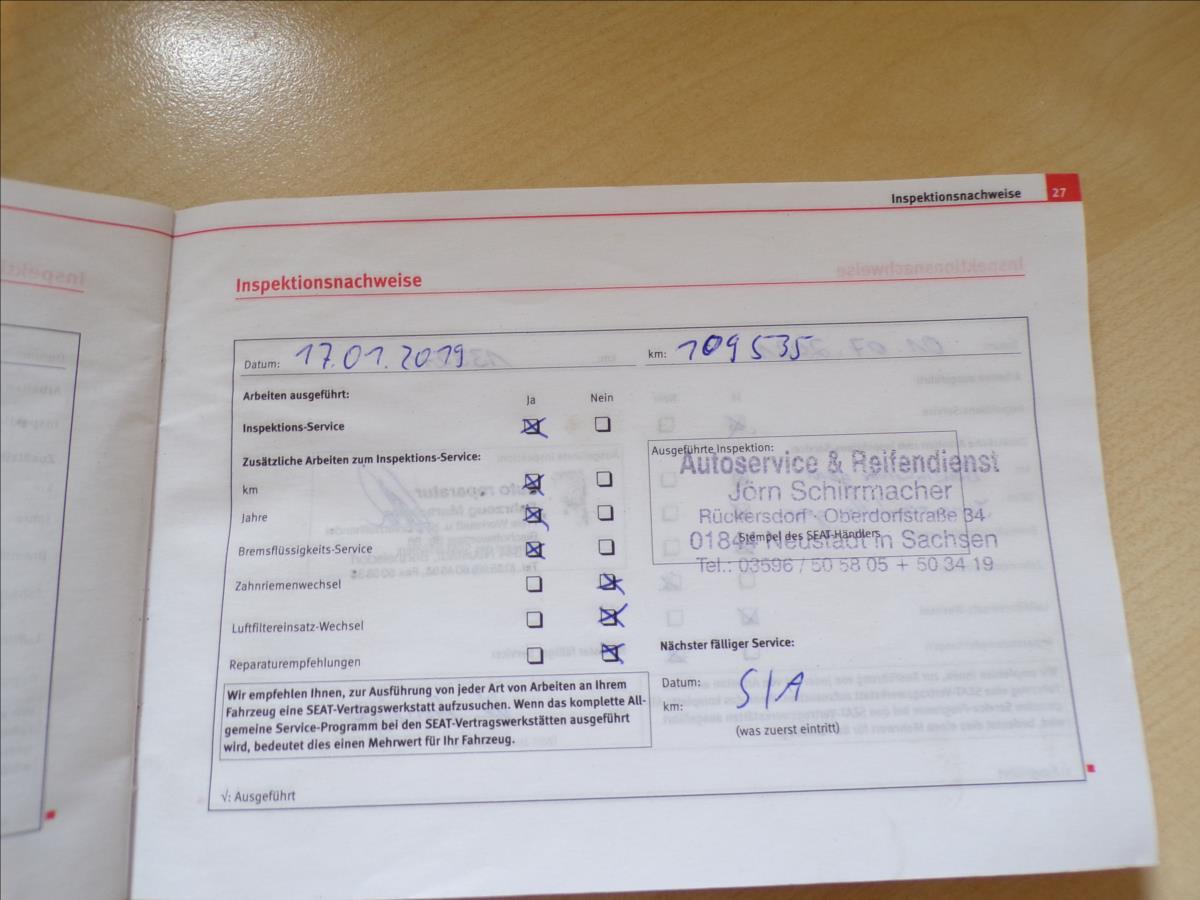 Inspektionsnachweise 27
Inspektionsnachweise
Datum: 17.01.2019 km: 109535
Arbeiten ausgeführt: Ja Nein
Inspektions-Service
Zusätzliche Arbeiten zum Inspektions-Service:
km
Jahre
Bremsflüssigkeits-Service
Zahnriemenwechsel
Luftfiltereinsatz-Wechsel
Reparaturempfehlungen
Wir empfehlen Ihnen, zur Ausführung von jeder Art von Arbeiten an Ihrem
Fahrzeug eine SEAT-Vertragswerkstatt aufzusuchen. Wenn das komplette All-
gemeine Service-Programm bei den SEAT-Vertragswerkstätten ausgeführt
wird, bedeutet dies einen Mehrwert für Ihr Fahrzeug.
√: Ausgeführt
Ausgeführte Inspektion:
Autoservice & Reifendienst
Jörn Schirrmacher
Rückersdorf · Oberdorfstraße 34
Stempel des SEAT-Händlers
01844 Neustadt in Sachsen
Tel.: 03596 / 50 58 05 + 50 34 19
Nächster fälliger Service:
Datum: S/A
km:
(was zuerst eintritt)